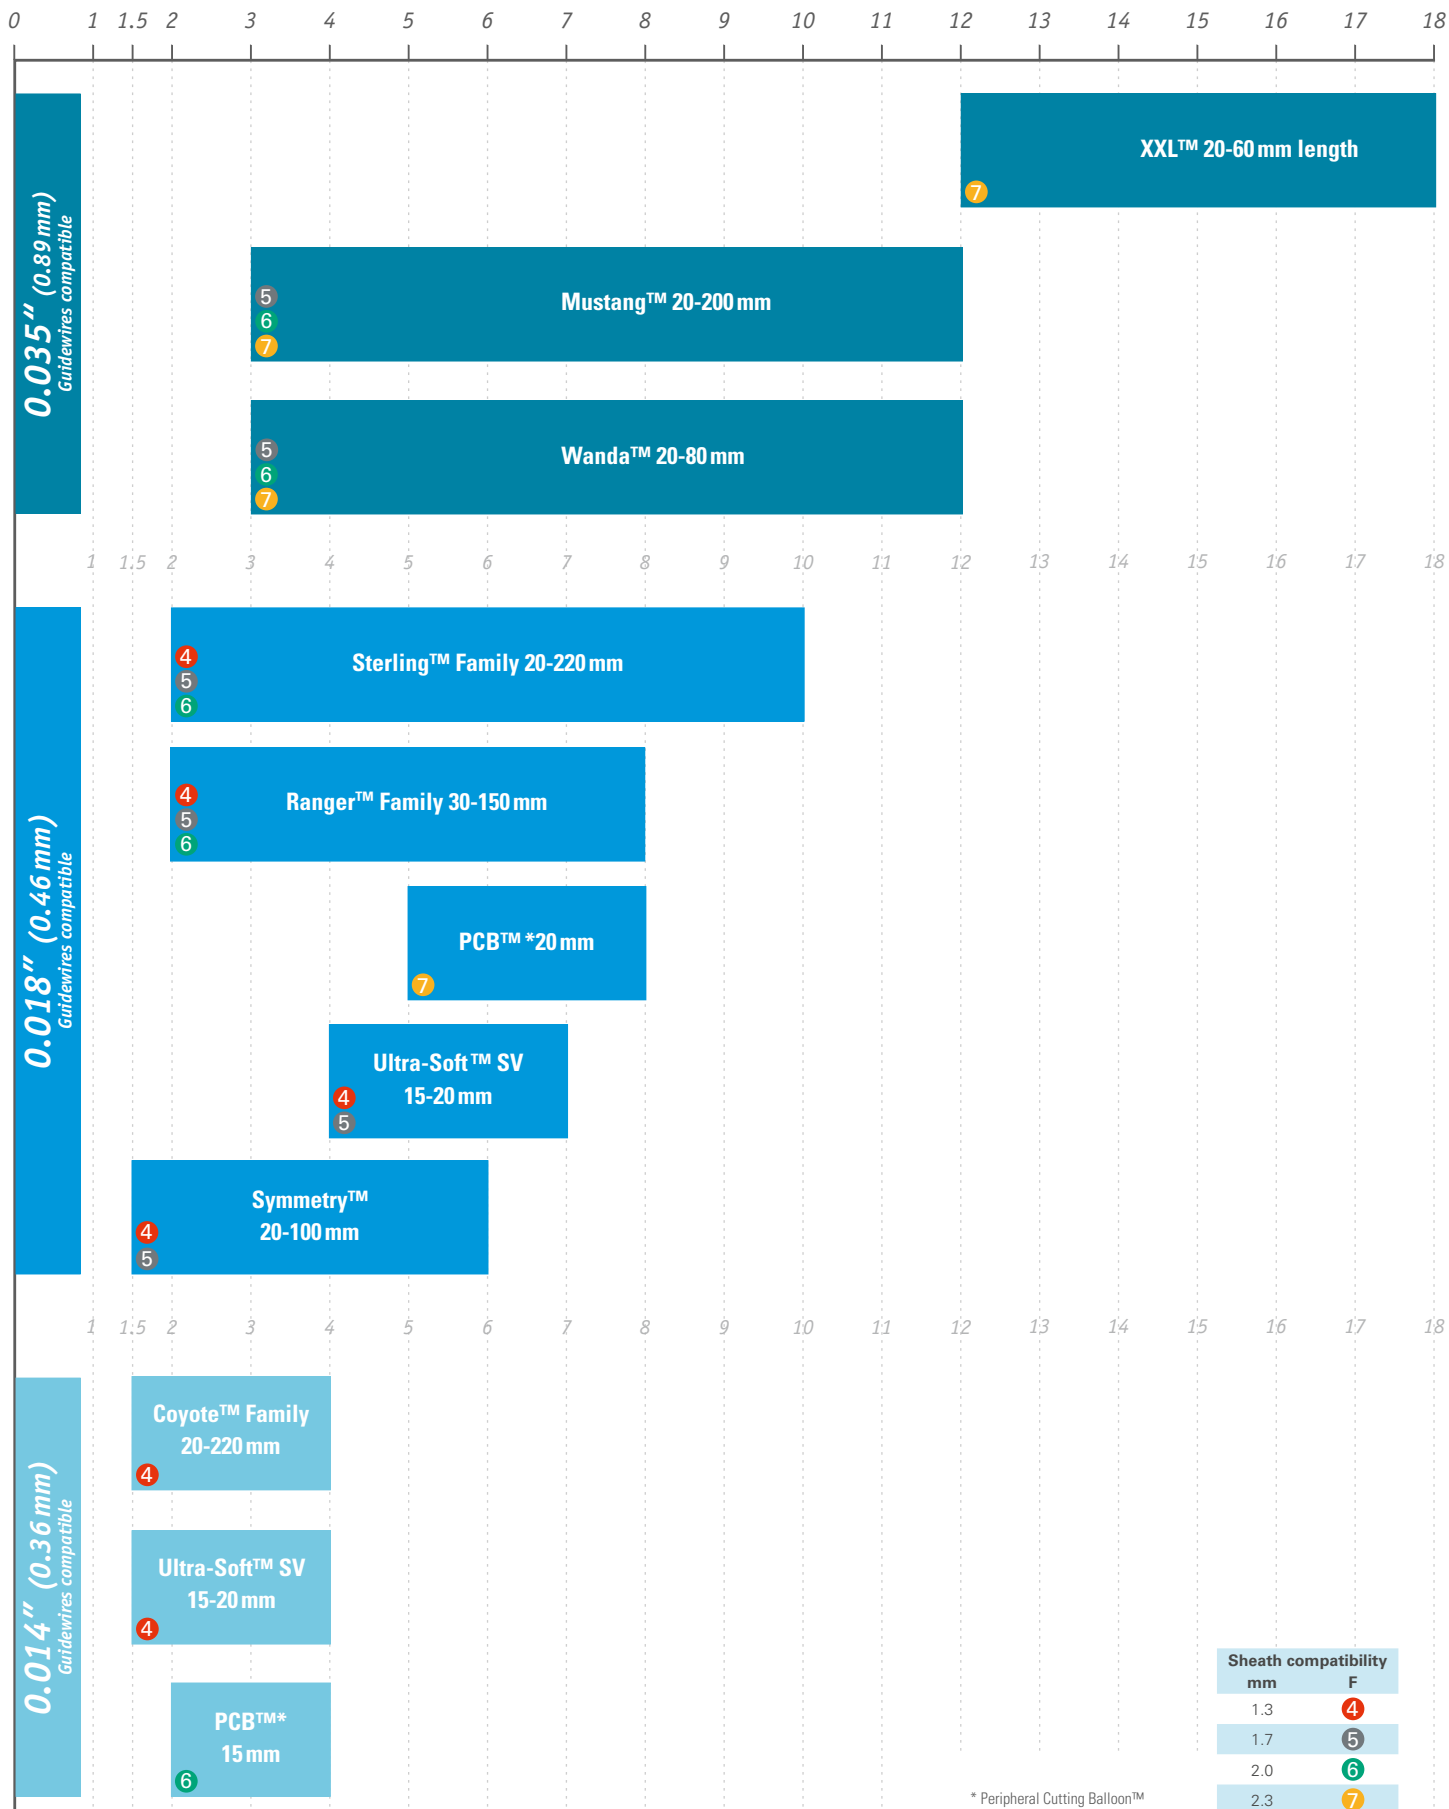 0 1 1.5 2 3 4 5 6 7 8 9 10 11 12 13 14 15 16 17 18
0.035″ (0.89 mm)
Guidewires compatible
XXL™ 20-60 mm length
7
Mustang™ 20-200 mm
5
6
7
Wanda™ 20-80 mm
5
6
7
1 1.5 2 3 4 5 6 7 8 9 10 11 12 13 14 15 16 17 18
0.018″ (0.46 mm)
Guidewires compatible
Sterling™ Family 20-220 mm
4
5
6
Ranger™ Family 30-150 mm
4
5
6
PCB™ *20 mm
7
Ultra-Soft™ SV
15-20 mm
4
5
Symmetry™
20-100 mm
4
5
1 1.5 2 3 4 5 6 7 8 9 10 11 12 13 14 15 16 17 18
0.014″ (0.36 mm)
Guidewires compatible
Coyote™ Family
20-220 mm
4
Ultra-Soft™ SV
15-20 mm
4
PCB™*
15 mm
6
* Peripheral Cutting Balloon™
Sheath compatibility
mm F
1.3 4
1.7 5
2.0 6
2.3 7